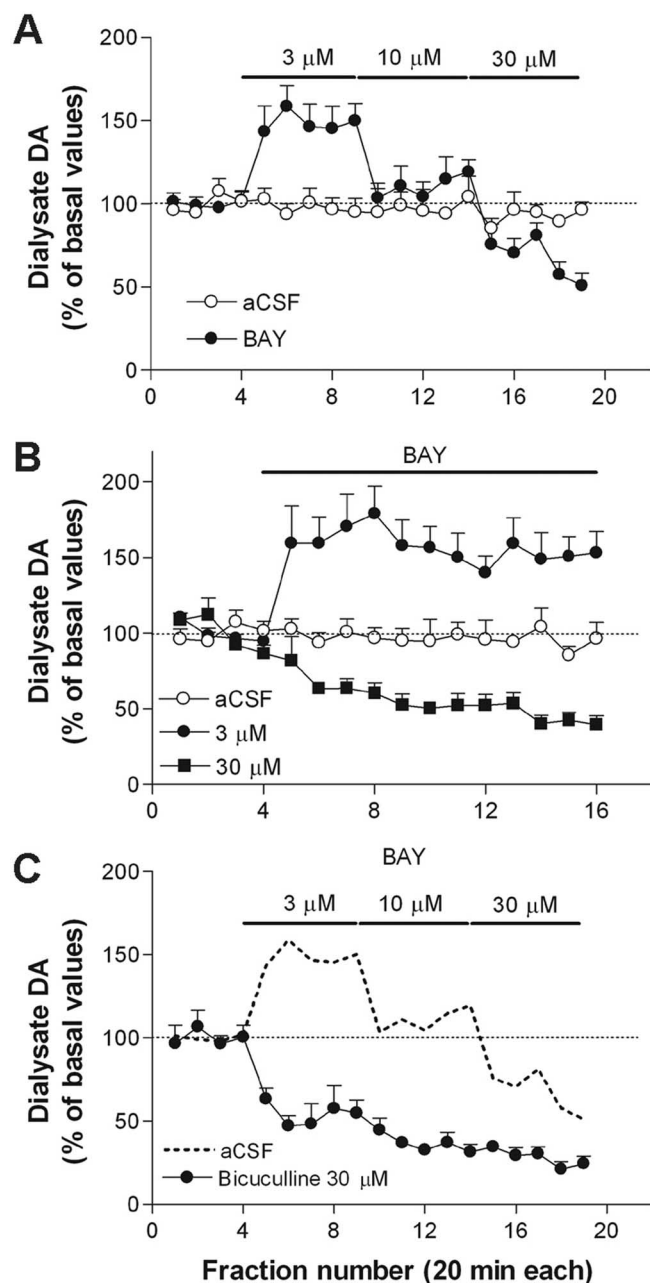 A
200
3 μM 10 μM 30 μM
150
100
50
0
Dialysate DA
(% of basal values)
aCSF
BAY
0 4 8 12 16 20
B
BAY
200
150
100
50
0
Dialysate DA
(% of basal values)
aCSF
3 μM
30 μM
0 4 8 12 16
BAY
C
200
3 μM 10 μM 30 μM
150
100
50
0
Dialysate DA
(% of basal values)
aCSF
Bicuculline 30 μM
0 4 8 12 16 20
Fraction number (20 min each)